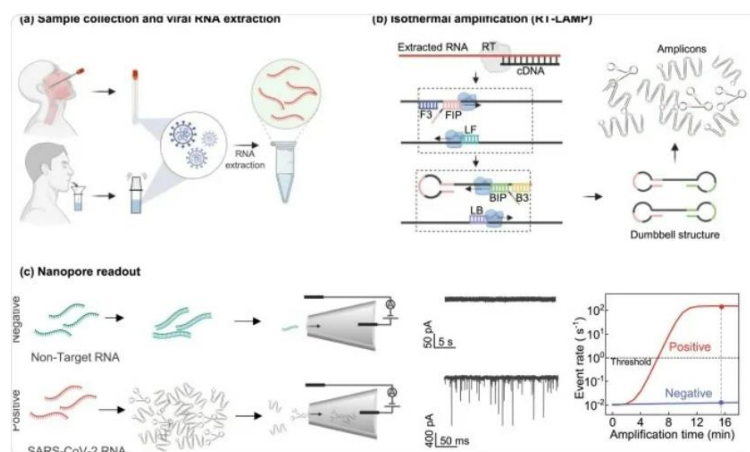 (a) Sample collection and viral RNA extraction
RNA
extraction
(b) Isothermal amplification (RT-LAMP)
Extracted RNA
RT
cDNA
F3
FIP
LF
BIP
B3
LB
Amplicons
Dumbbell structure
(c) Nanopore readout
Negative
Non-Target RNA
A
50 pA
5 s
Positive
SARS-CoV-2 RNA
A
400 pA
50 ms
Event rate ( s⁻¹)
10²
10¹
10⁰
10⁻¹
10⁻²
Threshold
Positive
Negative
0 4 8 12 16
Amplification time (min)